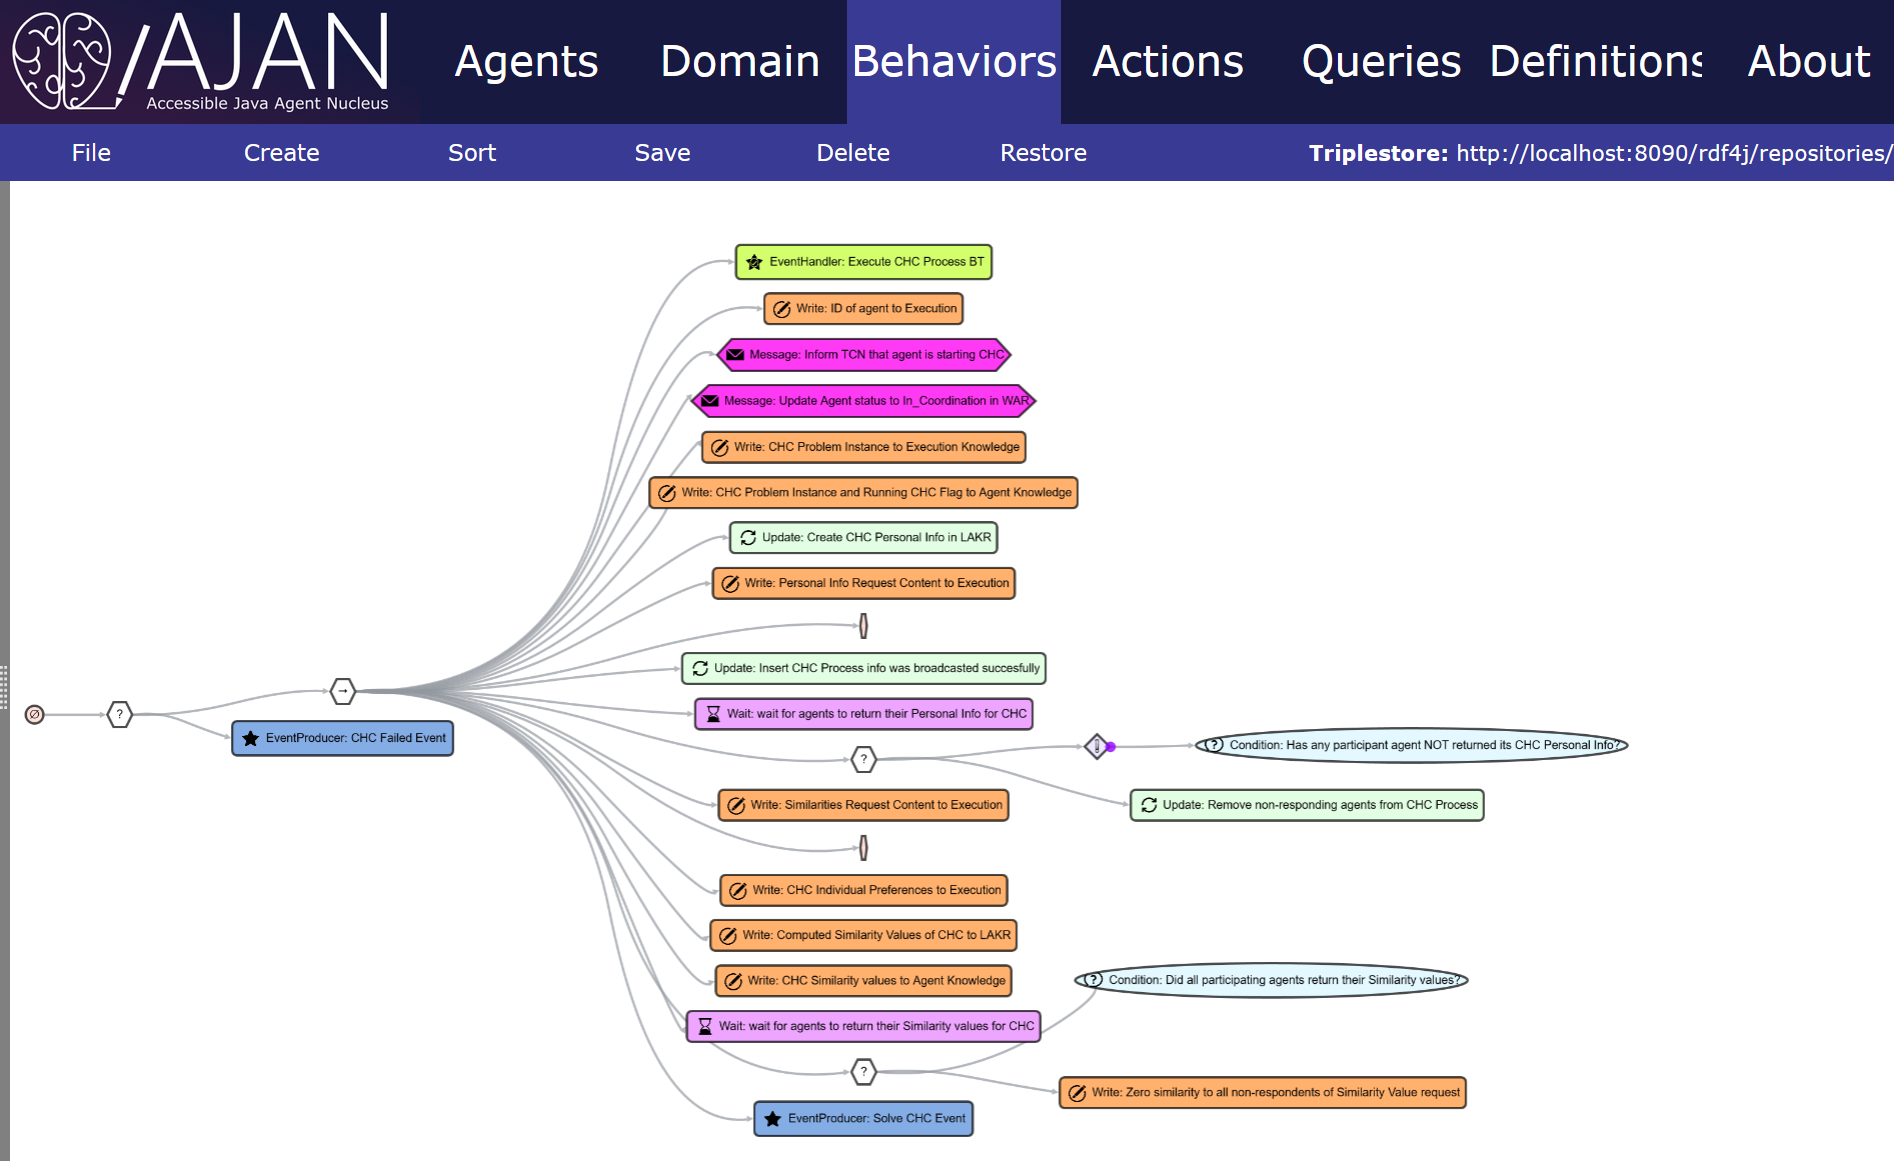 AJAN
Accessible Java Agent Nucleus
Agents
Domain
Behaviors
Actions
Queries
Definitions
About
File
Create
Sort
Save
Delete
Restore
Triplestore: http://localhost:8090/rdf4j/repositories/
EventHandler: Execute CHC Process BT
Write: ID of agent to Execution
Message: Inform TCN that agent is starting CHC
Message: Update Agent status to In_Coordination in WAR
Write: CHC Problem Instance to Execution Knowledge
Write: CHC Problem Instance and Running CHC Flag to Agent Knowledge
Update: Create CHC Personal Info in LAKR
Write: Personal Info Request Content to Execution
Update: Insert CHC Process info was broadcasted succesfully
→
?
EventProducer: CHC Failed Event
Wait: wait for agents to return their Personal Info for CHC
?
Condition: Has any participant agent NOT returned its CHC Personal Info?
Write: Similarities Request Content to Execution
Update: Remove non-responding agents from CHC Process
Write: CHC Individual Preferences to Execution
Write: Computed Similarity Values of CHC to LAKR
Write: CHC Similarity values to Agent Knowledge
Condition: Did all participating agents return their Similarity values?
Wait: wait for agents to return their Similarity values for CHC
?
Write: Zero similarity to all non-respondents of Similarity Value request
EventProducer: Solve CHC Event